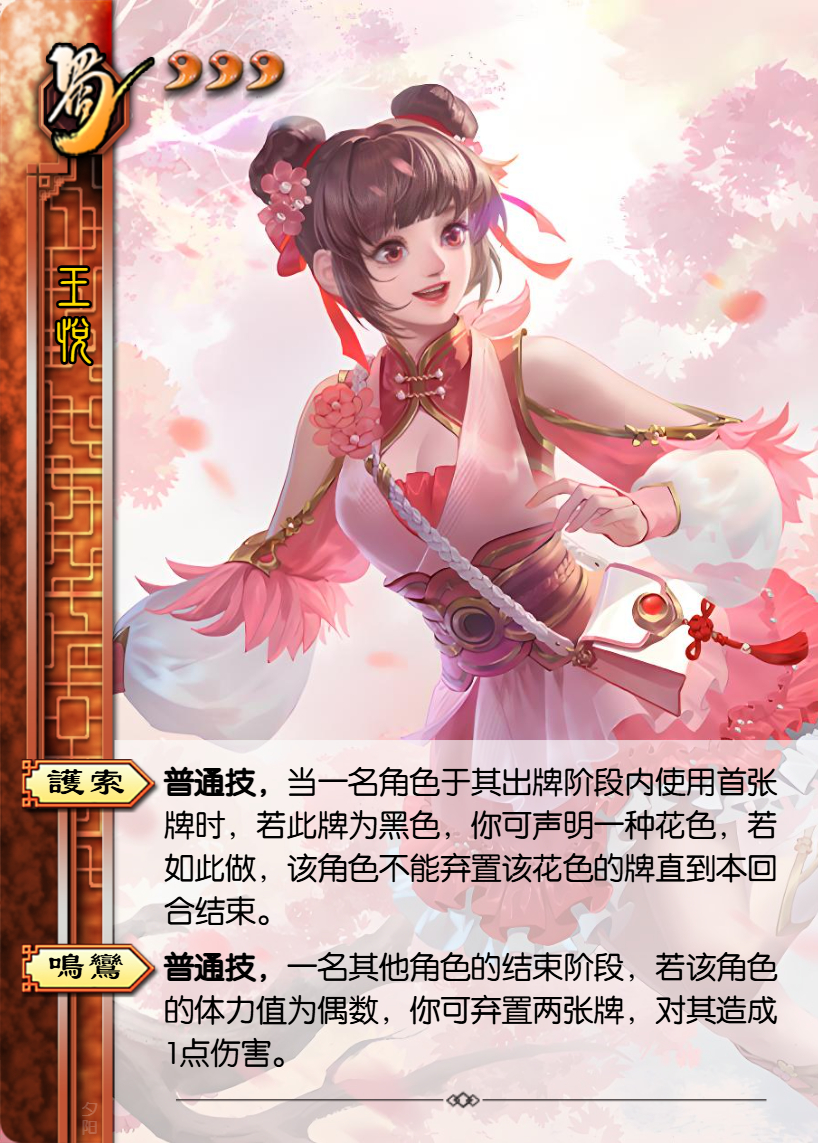 蜀
王悅
護索
普通技，当一名角色于其出牌阶段内使用首张
牌时，若此牌为黑色，你可声明一种花色，若
如此做，该角色不能弃置该花色的牌直到本回
合结束。
鳴鸞
普通技，一名其他角色的结束阶段，若该角色
的体力值为偶数，你可弃置两张牌，对其造成
1点伤害。
夕阳